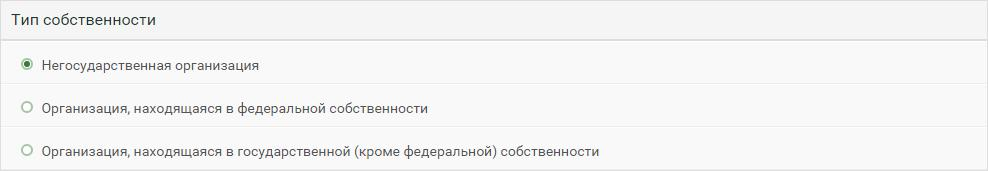 Тип собственности
Негосударственная организация
Организация, находящаяся в федеральной собственности
Организация, находящаяся в государственной (кроме федеральной) собственности